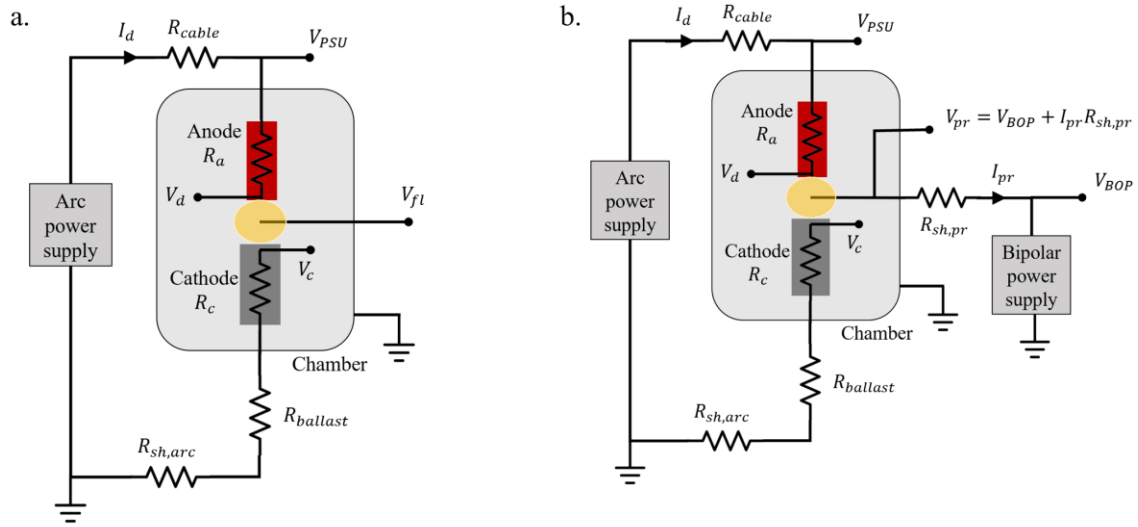 a.
I_d
R_cable
V_PSU
Anode
R_a
V_d
Arc
power
supply
V_fl
V_c
Cathode
R_c
Chamber
R_ballast
R_sh,arc
b.
I_d
R_cable
V_PSU
Anode
R_a
V_pr = V_BOP + I_pr R_sh,pr
V_d
Arc
power
supply
I_pr
V_BOP
R_sh,pr
V_c
Cathode
R_c
Bipolar
power
supply
Chamber
R_ballast
R_sh,arc